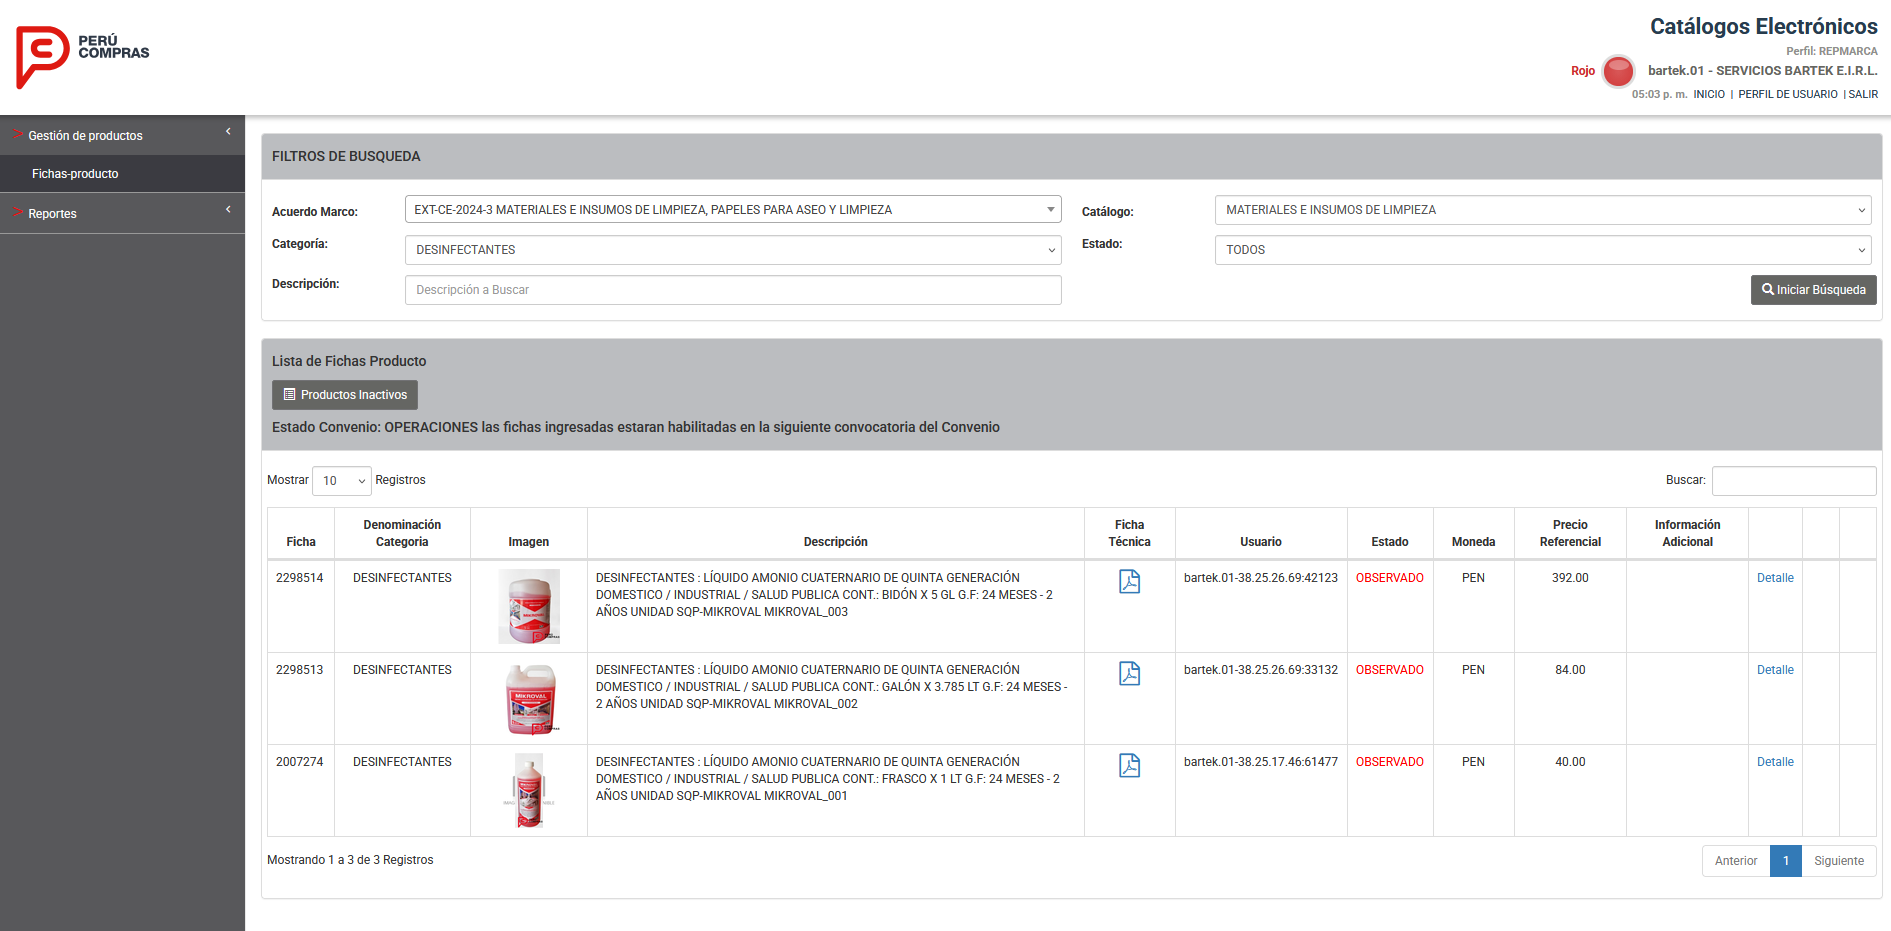 PERÚ
COMPRAS
Catálogos Electrónicos
Perfil: REPMARCA
Rojo bartek.01 - SERVICIOS BARTEK E.I.R.L.
05:03 p. m. INICIO | PERFIL DE USUARIO | SALIR
> Gestión de productos
Fichas-producto
> Reportes
FILTROS DE BUSQUEDA
Acuerdo Marco: EXT-CE-2024-3 MATERIALES E INSUMOS DE LIMPIEZA, PAPELES PARA ASEO Y LIMPIEZA Catálogo: MATERIALES E INSUMOS DE LIMPIEZA
Categoría: DESINFECTANTES Estado: TODOS
Descripción: Descripción a Buscar Iniciar Búsqueda
Lista de Fichas Producto
Productos Inactivos
Estado Convenio: OPERACIONES las fichas ingresadas estaran habilitadas en la siguiente convocatoria del Convenio
Mostrar 10 Registros Buscar:
Ficha Denominación Categoria Imagen Descripción Ficha Técnica Usuario Estado Moneda Precio Referencial Información Adicional
2298514 DESINFECTANTES DESINFECTANTES : LÍQUIDO AMONIO CUATERNARIO DE QUINTA GENERACIÓN bartek.01-38.25.26.69:42123 OBSERVADO PEN 392.00 Detalle
DOMESTICO / INDUSTRIAL / SALUD PUBLICA CONT.: BIDÓN X 5 GL G.F: 24 MESES - 2
AÑOS UNIDAD SQP-MIKROVAL MIKROVAL_003
2298513 DESINFECTANTES DESINFECTANTES : LÍQUIDO AMONIO CUATERNARIO DE QUINTA GENERACIÓN bartek.01-38.25.26.69:33132 OBSERVADO PEN 84.00 Detalle
DOMESTICO / INDUSTRIAL / SALUD PUBLICA CONT.: GALÓN X 3.785 LT G.F: 24 MESES -
2 AÑOS UNIDAD SQP-MIKROVAL MIKROVAL_002
MIKROVAL
2007274 DESINFECTANTES DESINFECTANTES : LÍQUIDO AMONIO CUATERNARIO DE QUINTA GENERACIÓN bartek.01-38.25.17.46:61477 OBSERVADO PEN 40.00 Detalle
DOMESTICO / INDUSTRIAL / SALUD PUBLICA CONT.: FRASCO X 1 LT G.F: 24 MESES - 2
AÑOS UNIDAD SQP-MIKROVAL MIKROVAL_001
Mostrando 1 a 3 de 3 Registros
Anterior 1 Siguiente